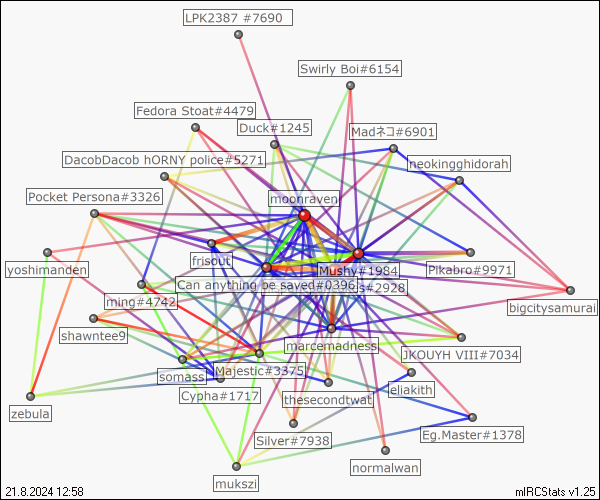 LPK2387 #7690
Swirly Boi#6154
Fedora Stoat#4479
Duck#1245
Madネコ#6901
DacobDacob hORNY police#5271
neokingghidorah
Pocket Persona#3326
moonraven
frisout
Mushy#1984
Pikabro#9971
yoshimanden
Can anything be saved#0396
#2928
ming#4742
bigcitysamurai
shawntee9
marcemadness
JKOUYH VIII#7034
somass
Majestic#3375
Cypha#1717
eliakith
thesecondtwat
zebula
Silver#7938
Eg.Master#1378
normalwan
mukszi
21.8.2024 12:58
mIRCStats v1.25